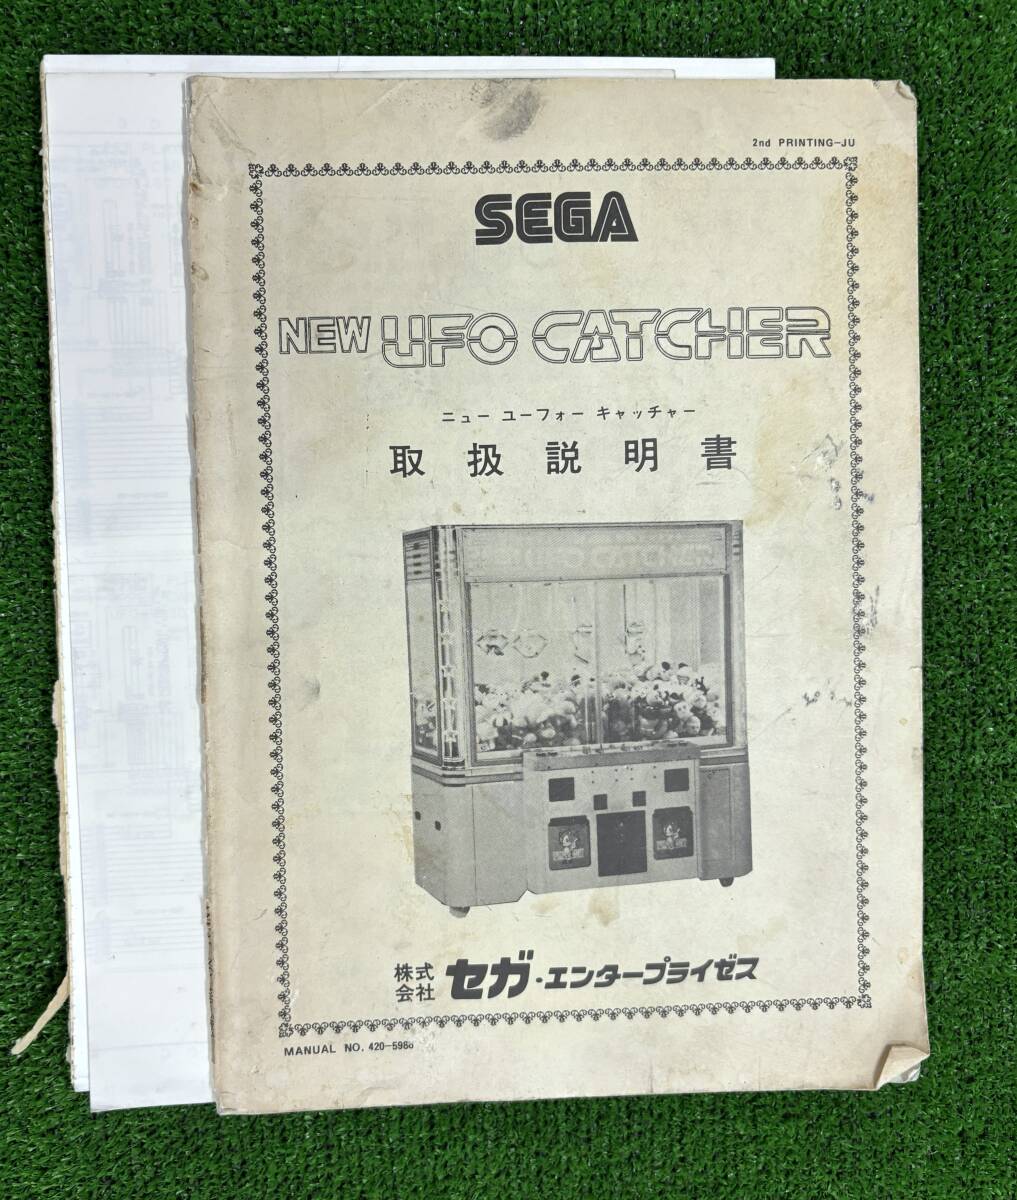 2nd PRINTING-JU
SEGA
NEW UFO CATCHER
ニュー ユーフォー キャッチャー
取扱説明書
株式会社 セガ・エンタープライゼス
MANUAL NO. 420-5988